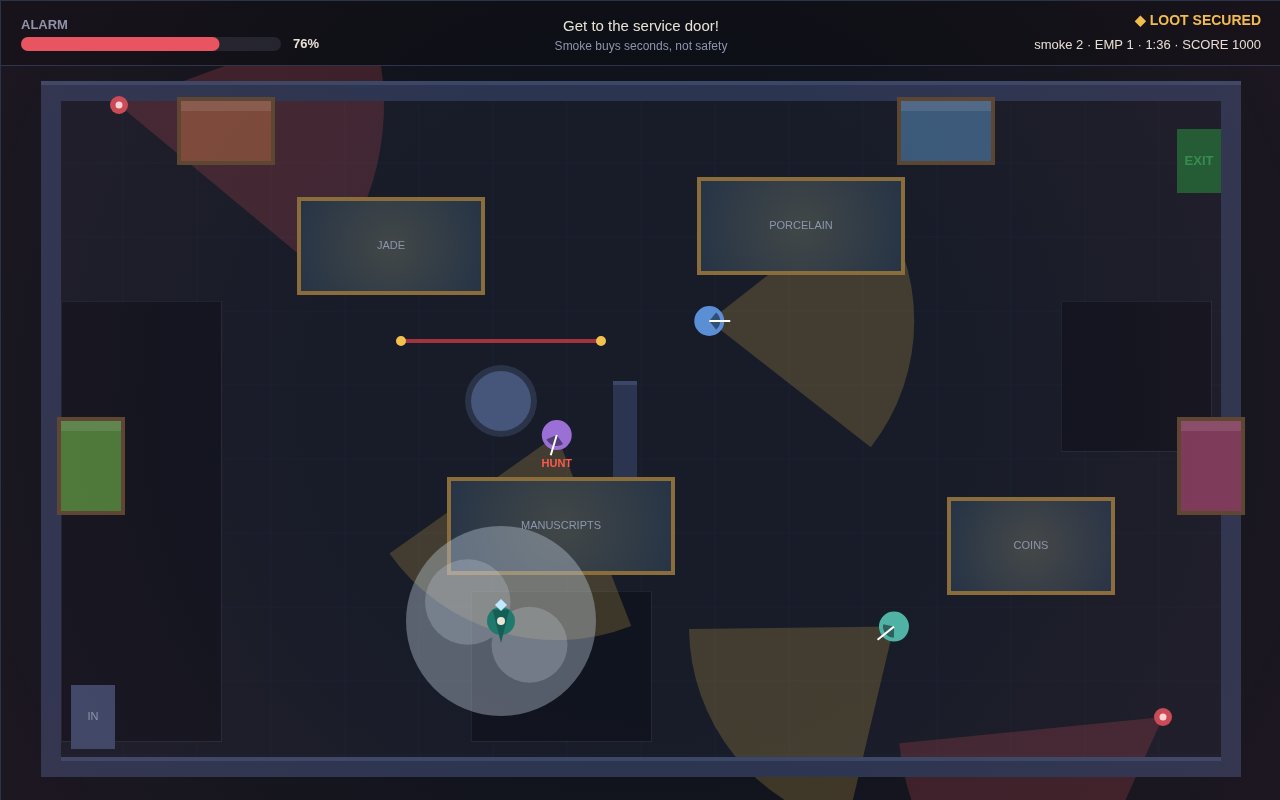 ALARM
76%
Get to the service door!
Smoke buys seconds, not safety
◆ LOOT SECURED
smoke 2 · EMP 1 · 1:36 · SCORE 1000
EXIT
PORCELAIN
JADE
HUNT
MANUSCRIPTS
COINS
IN